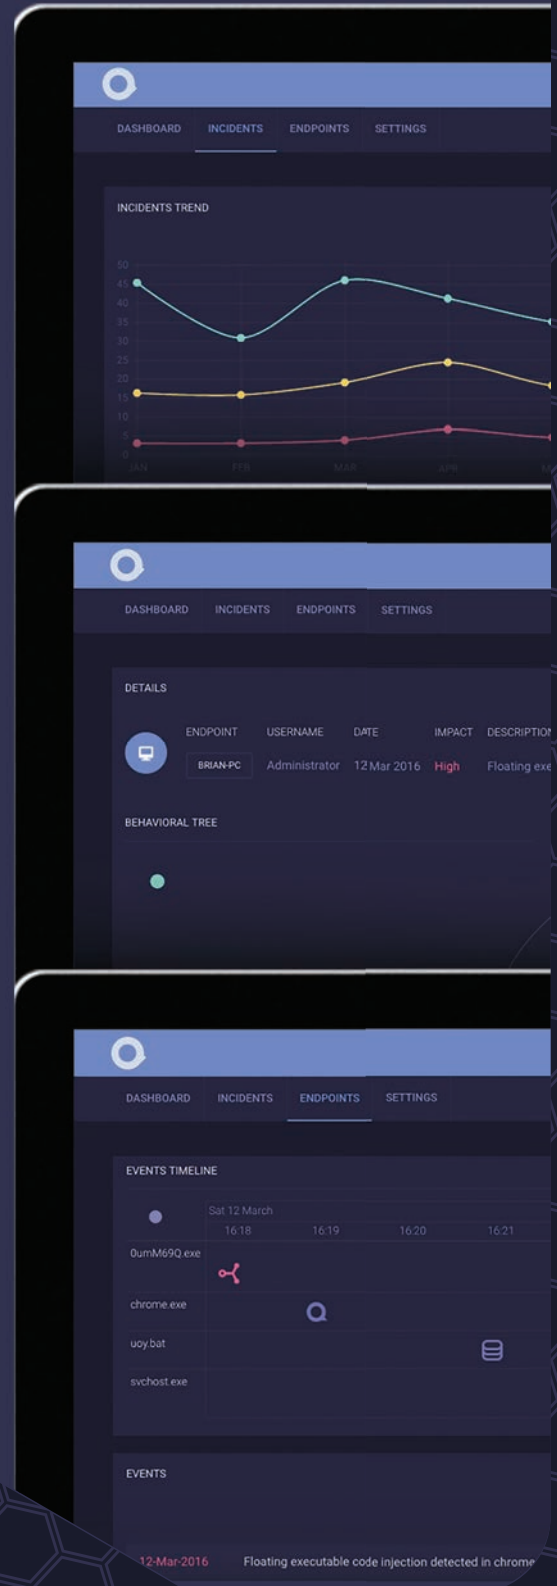 DASHBOARD INCIDENTS ENDPOINTS SETTINGS
INCIDENTS TREND
50
45
40
35
30
25
20
15
10
5
0
JAN FEB MAR APR
DASHBOARD INCIDENTS ENDPOINTS SETTINGS
DETAILS
ENDPOINT USERNAME DATE IMPACT DESCRIPTION
BRIAN-PC Administrator 12 Mar 2016 High Floating exe
BEHAVIORAL TREE
DASHBOARD INCIDENTS ENDPOINTS SETTINGS
EVENTS TIMELINE
Sat 12 March
16:18 16:19 16:20 16:21
0umM69Q.exe
chrome.exe
uoy.bat
svchost.exe
EVENTS
12-Mar-2016 Floating executable code injection detected in chrome